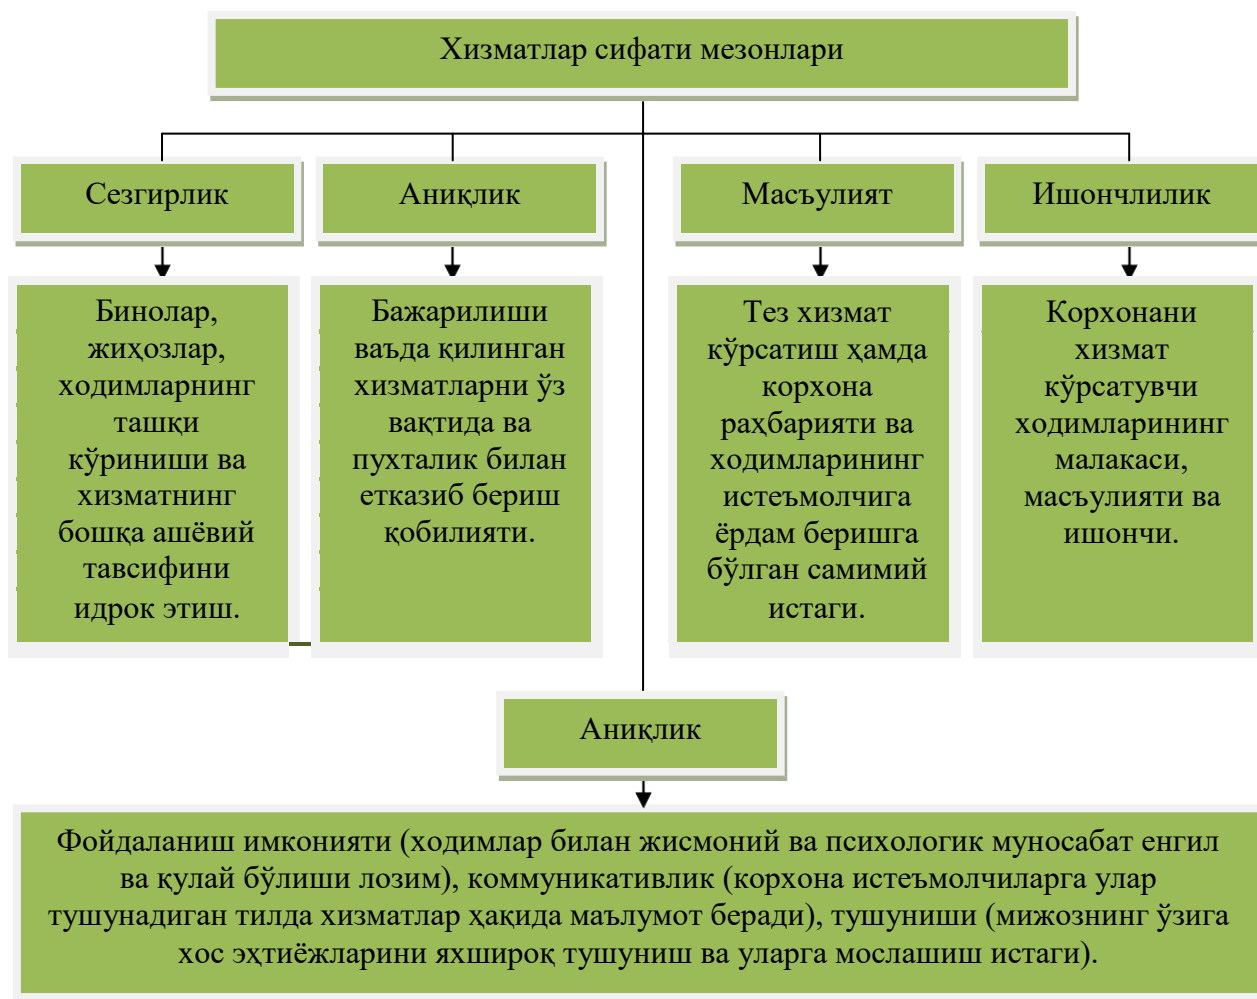 Хизматлар сифати мезонлари
Сезгирлик
Аниқлик
Масъулият
Ишончлилик
Бинолар,
жиҳозлар,
ходимларнинг
ташқи
кўриниши ва
хизматнинг
бошқа ашёвий
тавсифини
идрок этиш.
Бажарилиши
ваъда қилинган
хизматларни ўз
вақтида ва
пухталик билан
етказиб бериш
қобилияти.
Тез хизмат
кўрсатиш ҳамда
корхона
раҳбарияти ва
ходимларининг
истеъмолчига
ёрдам беришга
бўлган самимий
истаги.
Корхонани
хизмат
кўрсатувчи
ходимларининг
малакаси,
масъулияти ва
ишончи.
Аниқлик
Фойдаланиш имконияти (ходимлар билан жисмоний ва психологик муносабат енгил
ва қулай бўлиши лозим), коммуникативлик (корхона истеъмолчиларга улар
тушунадиган тилда хизматлар ҳақида маълумот беради), тушуниши (мижознинг ўзига
хос эҳтиёжларини яхшироқ тушуниш ва уларга мослашиш истаги).